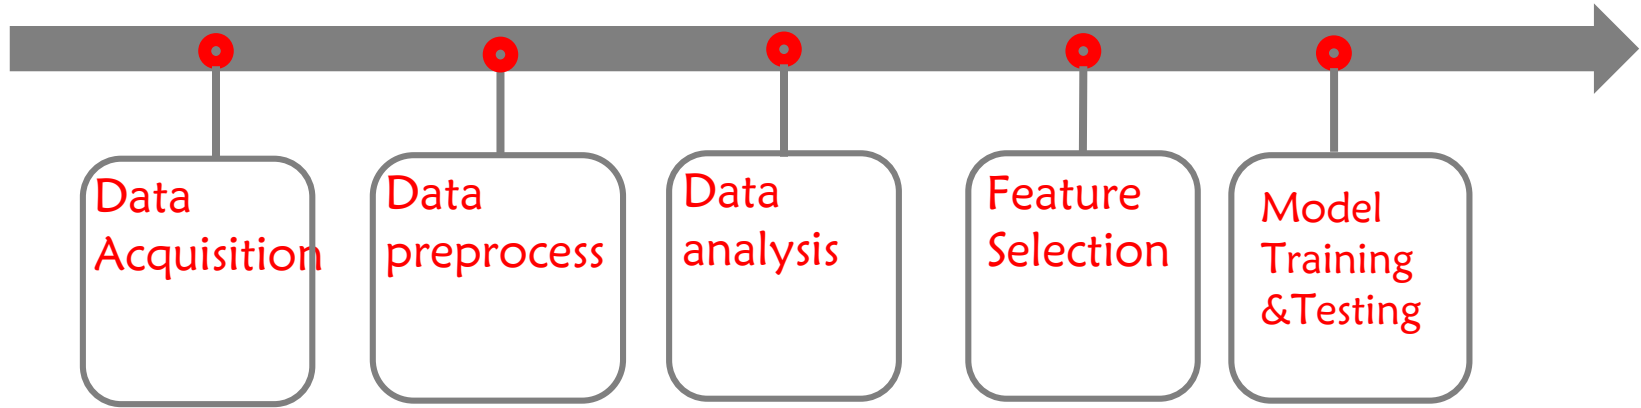 Data
Acquisition
Data
preprocess
Data
analysis
Feature
Selection
Model
Training
&Testing